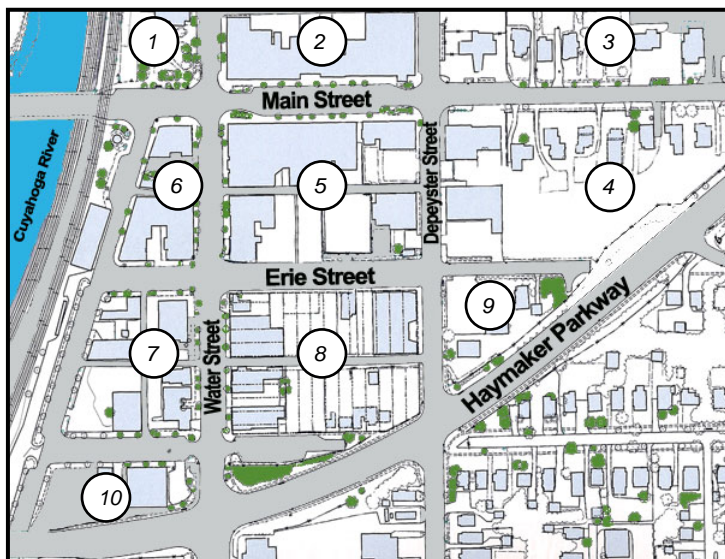 1
2
3
Main Street
Cuyahoga River
6
5
Depeyster Street
4
Erie Street
9
7
Water Street
8
Haymaker Parkway
10